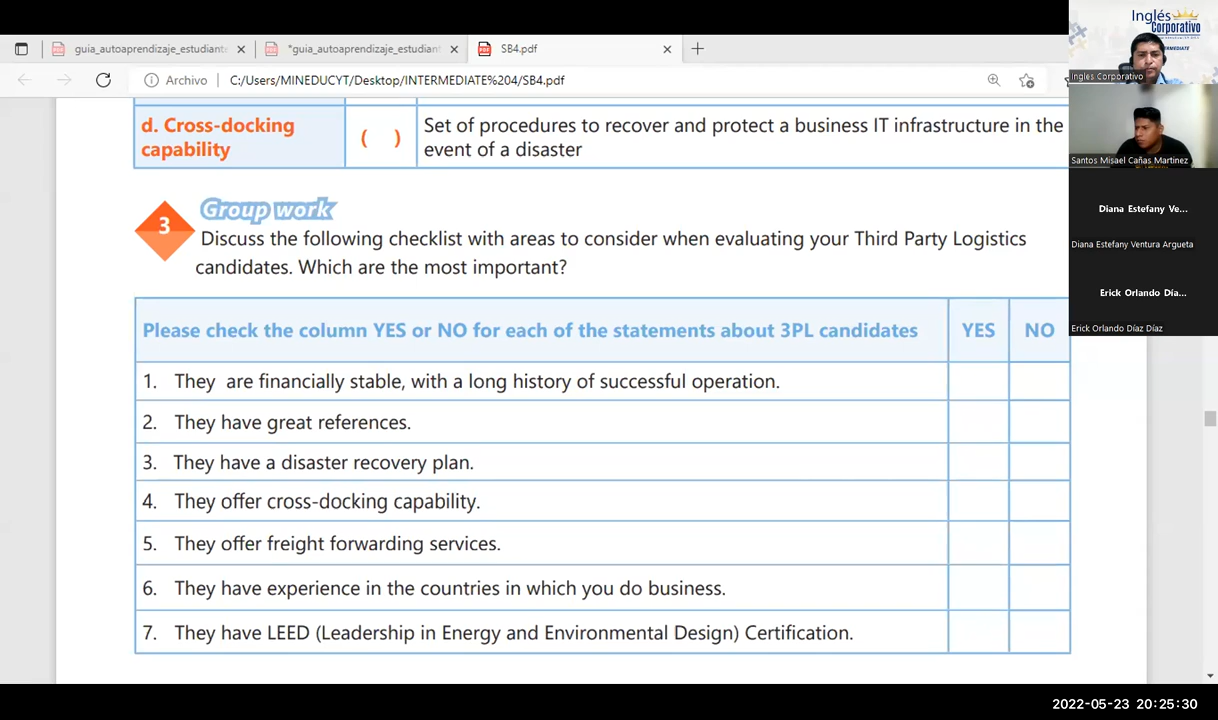 guia_autoaprendizaje_estudiante
*guia_autoaprendizaje_estudian
SB4.pdf
Archivo
C:/Users/MINEDUCYT/Desktop/INTERMEDIATE%204/SB4.pdf
Inglés
Corporativo
Ingles Corporativo
Santos Misael Cañas Martinez
Diana Estefany Ve...
Diana Estefany Ventura Argueta
Erick Orlando Día...
Erick Orlando Díaz Díaz
d. Cross-docking
capability
( )
Set of procedures to recover and protect a business IT infrastructure in the
event of a disaster
3
Group work
Discuss the following checklist with areas to consider when evaluating your Third Party Logistics
candidates. Which are the most important?
Please check the column YES or NO for each of the statements about 3PL candidates YES NO
1. They are financially stable, with a long history of successful operation.
2. They have great references.
3. They have a disaster recovery plan.
4. They offer cross-docking capability.
5. They offer freight forwarding services.
6. They have experience in the countries in which you do business.
7. They have LEED (Leadership in Energy and Environmental Design) Certification.
2022-05-23 20:25:30